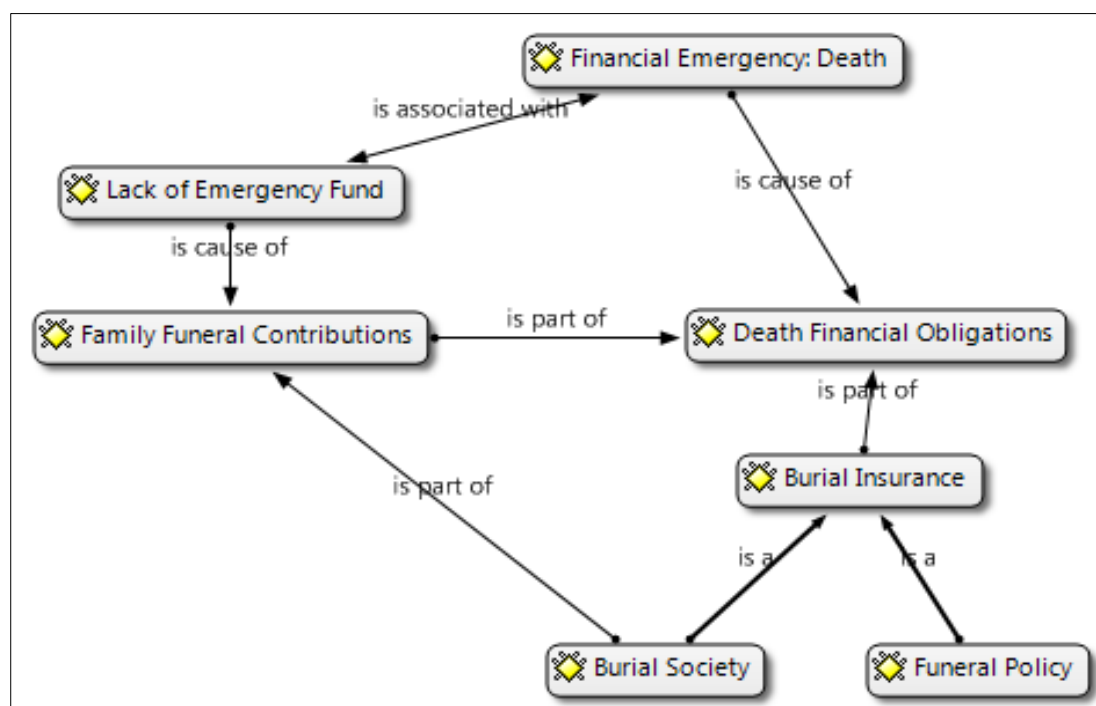 Financial Emergency: Death
is associated with
is cause of
Lack of Emergency Fund
is cause of
Family Funeral Contributions
is part of
Death Financial Obligations
is part of
Burial Insurance
is part of
is a
is a
Burial Society
Funeral Policy